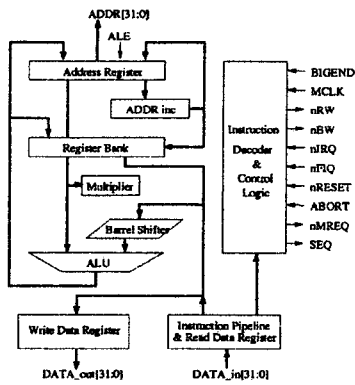 ADDR[31:0]
ALE
Address Register
ADDR inc
Register Bank
Multiplier
Barrel Shifter
ALU
Write Data Register
Instruction Pipeline
& Read Data Register
DATA_out[31:0]
DATA_in[31:0]
Instruction
Decoder
&
Control
Logic
BIGEND
MCLK
nRW
nBW
nIRQ
nFIQ
nRESET
ABORT
nMREQ
SEQ